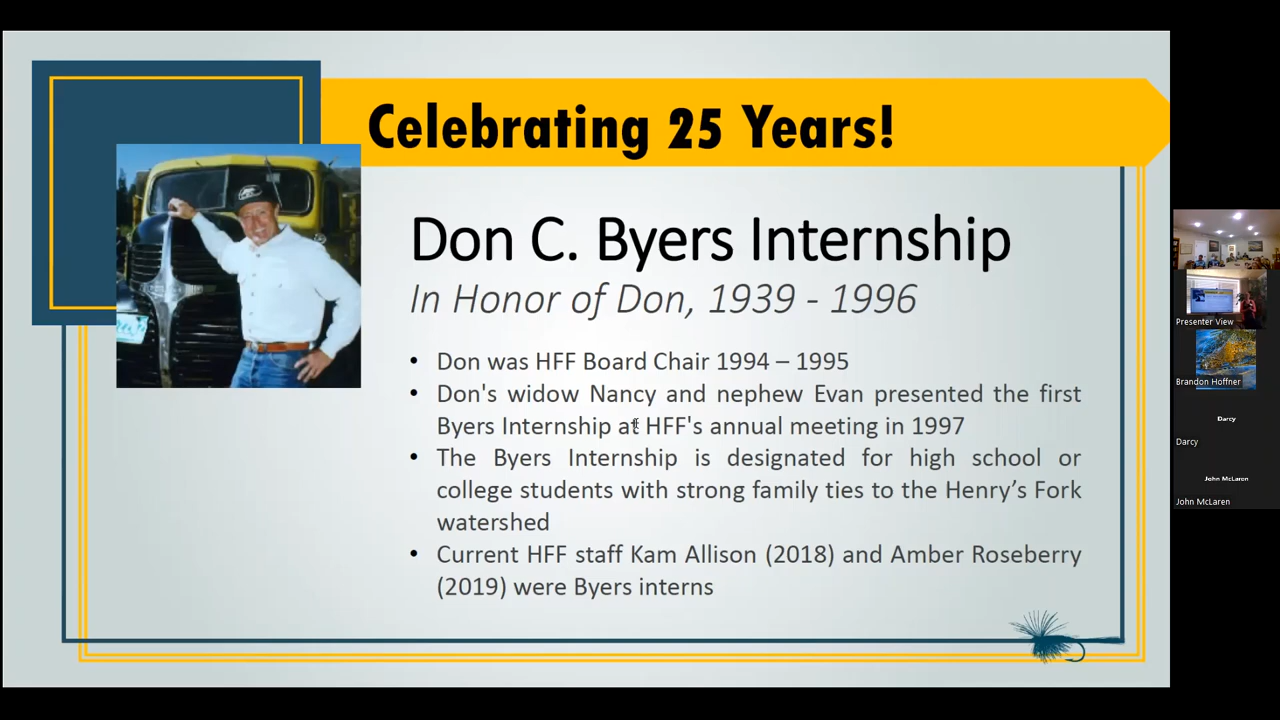 Celebrating 25 Years!
Don C. Byers Internship
In Honor of Don, 1939 - 1996
• Don was HFF Board Chair 1994 – 1995
• Don's widow Nancy and nephew Evan presented the first
Byers Internship at HFF's annual meeting in 1997
• The Byers Internship is designated for high school or
college students with strong family ties to the Henry’s Fork
watershed
• Current HFF staff Kam Allison (2018) and Amber Roseberry
(2019) were Byers interns
Presenter View
Brandon Hoffner
Darcy
Darcy
John McLaren
John McLaren